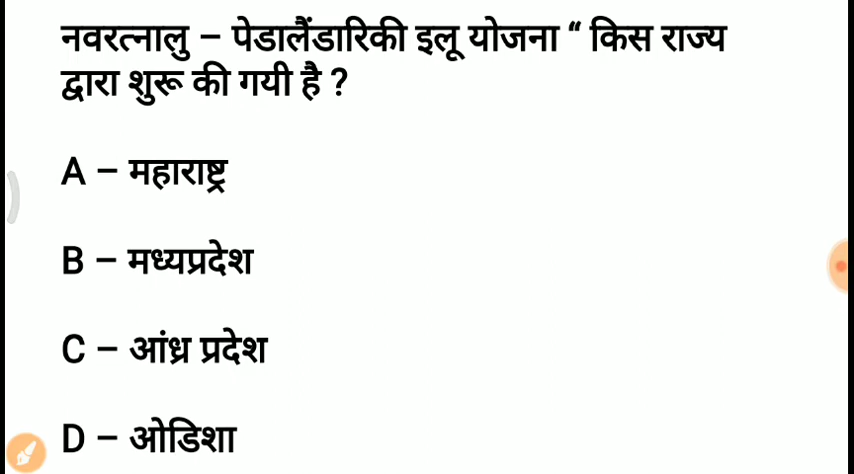 नवरत्नालु – पेडालैंडारिकी इलू योजना “ किस राज्य
द्वारा शुरू की गयी है ?
A – महाराष्ट्र
B – मध्यप्रदेश
C – आंध्र प्रदेश
D – ओडिशा